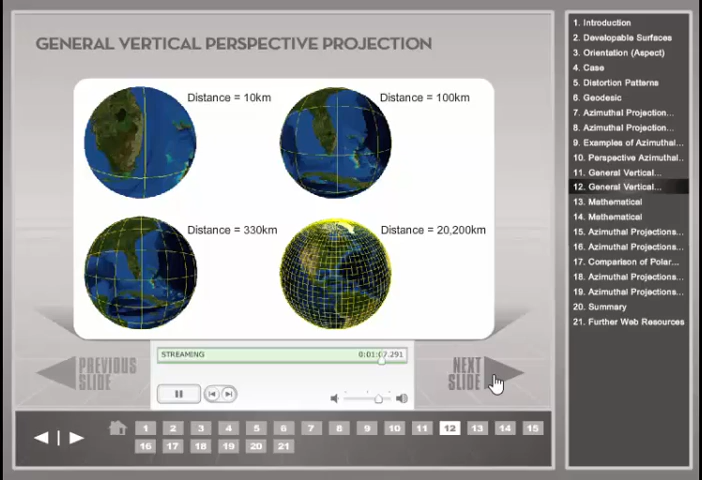 GENERAL VERTICAL PERSPECTIVE PROJECTION
Distance = 10km
Distance = 100km
Distance = 330km
Distance = 20,200km
STREAMING
PREVIOUS
SLIDE
NEXT
SLIDE
1 2 3 4 5 6 7 8 9 10 11 12 13 14 15
16 17 18 19 20 21
1. Introduction
2. Developable Surfaces
3. Orientation (Aspect)
4. Case
5. Distortion Patterns
6. Geodesic
7. Azimuthal Projection...
8. Azimuthal Projection...
9. Examples of Azimuthal...
10. Perspective Azimuthal...
11. General Vertical...
12. General Vertical...
13. Mathematical
14. Mathematical
15. Azimuthal Projections...
16. Azimuthal Projections...
17. Comparison of Polar...
18. Azimuthal Projections...
19. Azimuthal Projections...
20. Summary
21. Further Web Resources